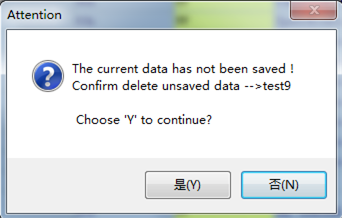 Attention
The current data has not been saved !
Confirm delete unsaved data -->test9
Choose 'Y' to continue?
是(Y)
否(N)